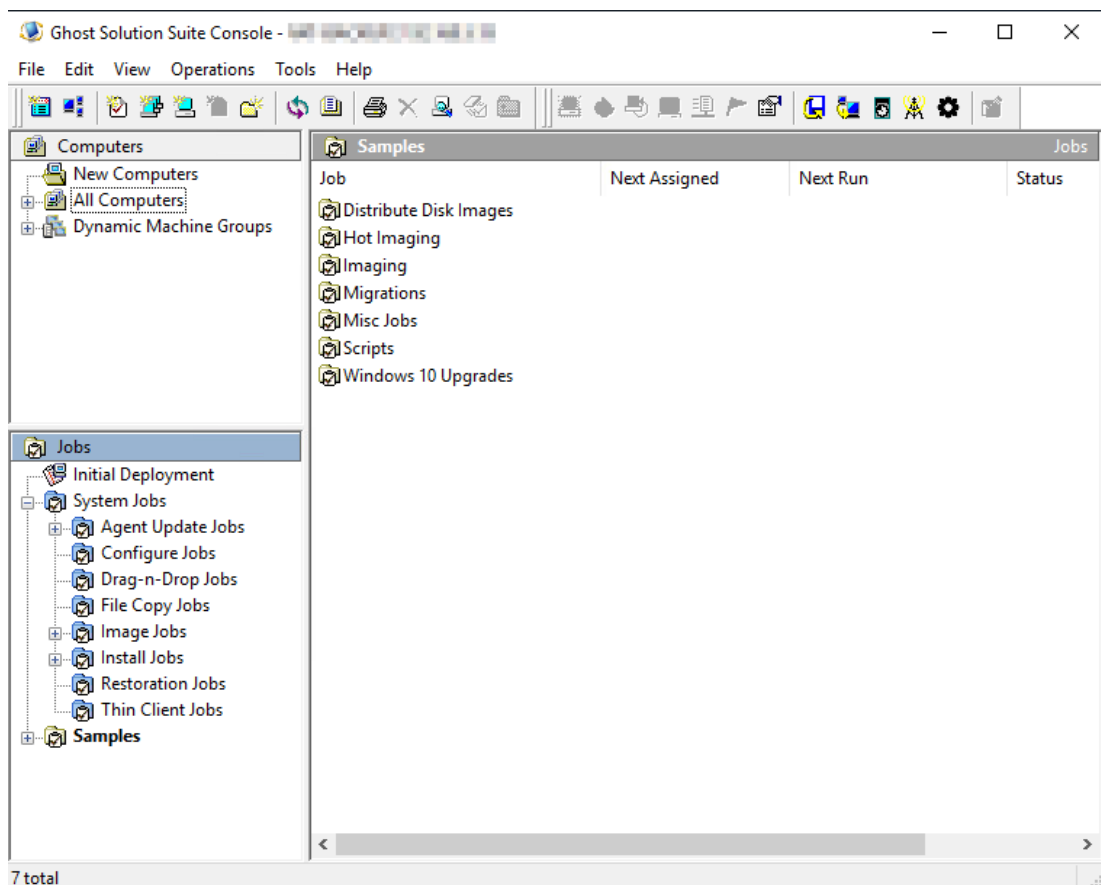 Ghost Solution Suite Console -
File Edit View Operations Tools Help
Computers
New Computers
All Computers
Dynamic Machine Groups
Samples Jobs
Job Next Assigned Next Run Status
Distribute Disk Images
Hot Imaging
Imaging
Migrations
Misc Jobs
Scripts
Windows 10 Upgrades
Jobs
Initial Deployment
System Jobs
Agent Update Jobs
Configure Jobs
Drag-n-Drop Jobs
File Copy Jobs
Image Jobs
Install Jobs
Restoration Jobs
Thin Client Jobs
Samples
7 total